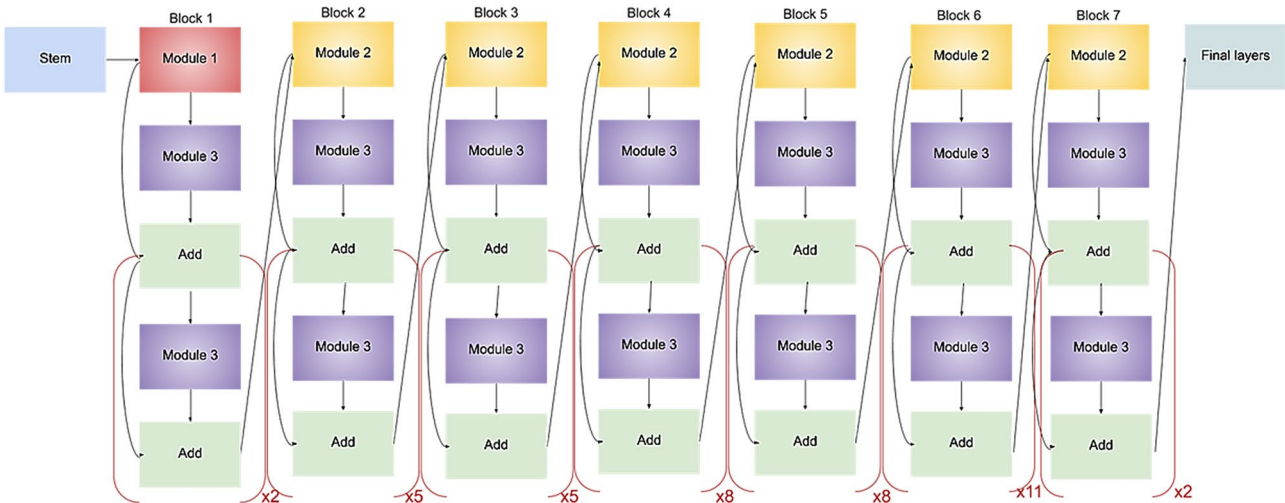 Block 1
Block 2
Block 3
Block 4
Block 5
Block 6
Block 7
Stem
Module 1
Module 2
Module 2
Module 2
Module 2
Module 2
Module 2
Final layers
Module 3
Module 3
Module 3
Module 3
Module 3
Module 3
Module 3
Add
Add
Add
Add
Add
Add
Add
Module 3
Module 3
Module 3
Module 3
Module 3
Module 3
Module 3
Add
Add
Add
Add
Add
Add
Add
x2
x5
x5
x8
x8
x11
x2